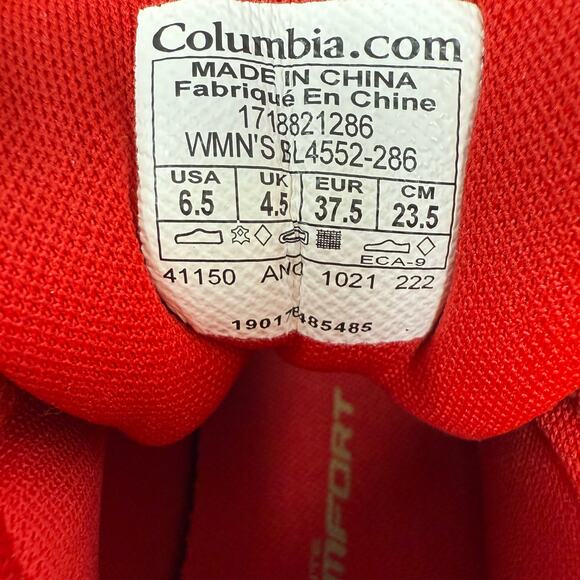 Columbia.com
MADE IN CHINA
Fabriqué En Chine
1718821286
WMN'S BL4552-286
USA UK EUR CM
6.5 4.5 37.5 23.5
ECA-9
41150 1021 222